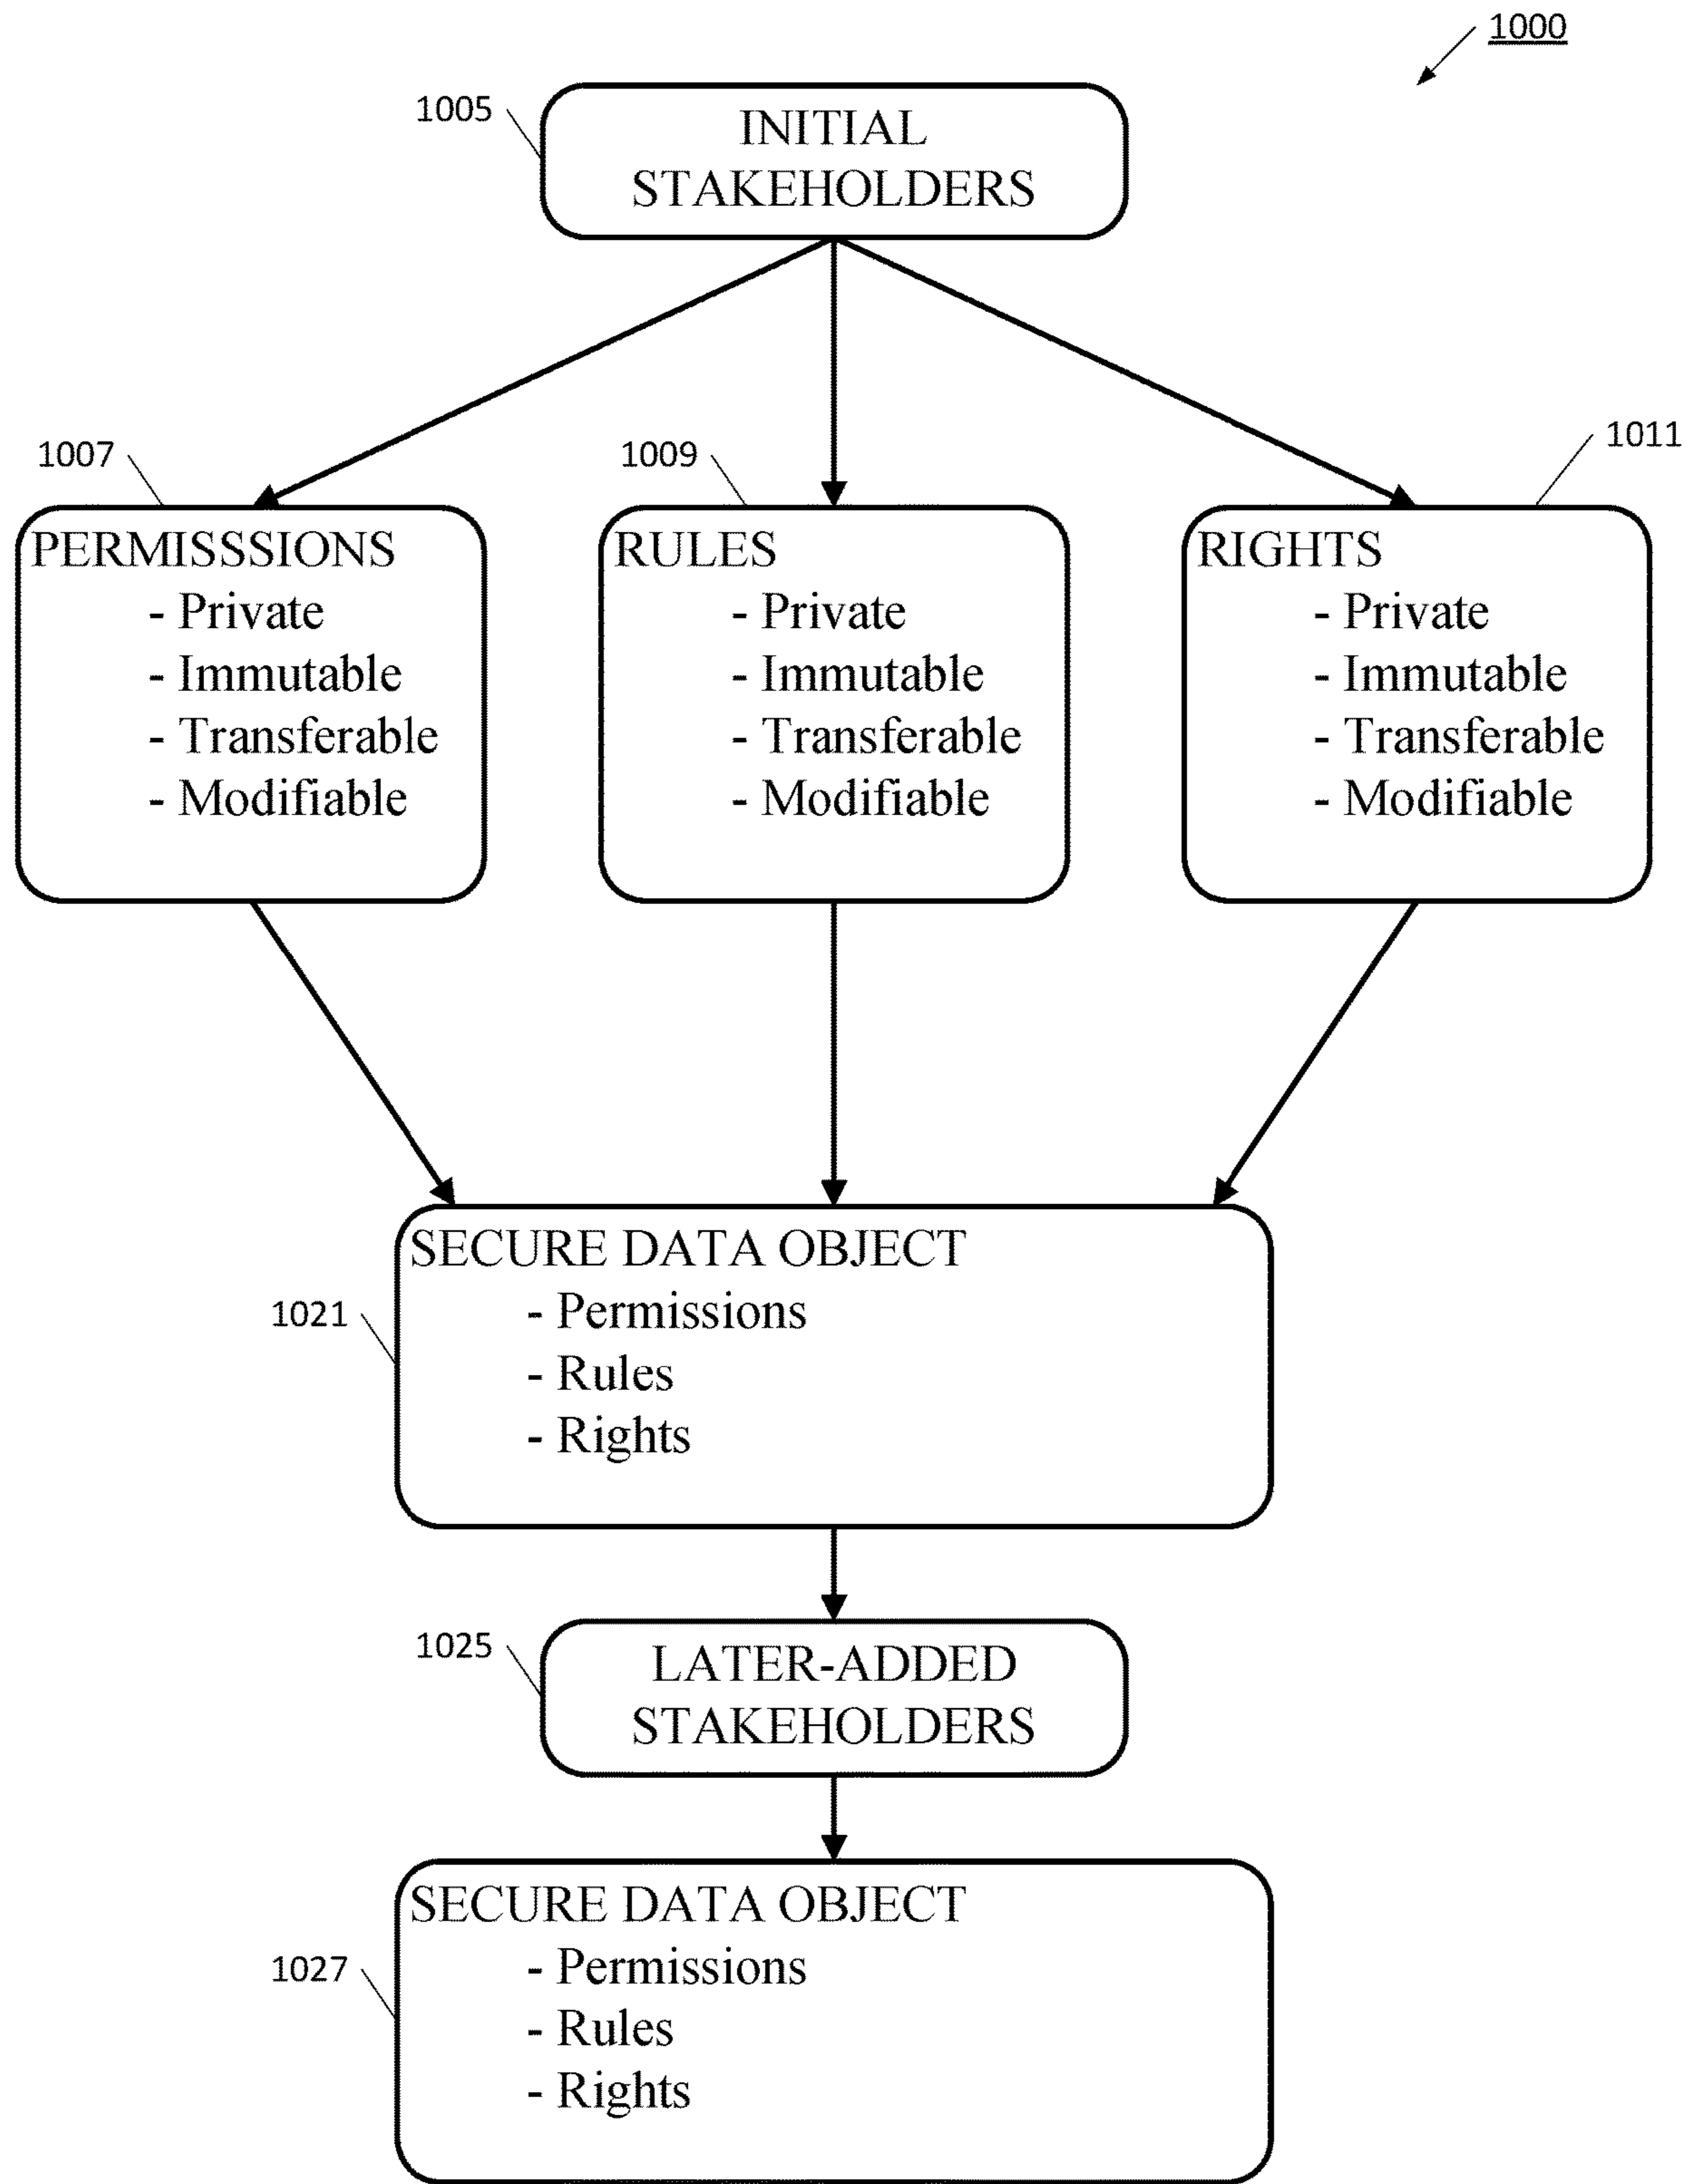 1000
1005
INITIAL
STAKEHOLDERS
1007
1009
1011
PERMISSSIONS
- Private
- Immutable
- Transferable
- Modifiable
RULES
- Private
- Immutable
- Transferable
- Modifiable
RIGHTS
- Private
- Immutable
- Transferable
- Modifiable
1021
SECURE DATA OBJECT
- Permissions
- Rules
- Rights
1025
LATER-ADDED
STAKEHOLDERS
1027
SECURE DATA OBJECT
- Permissions
- Rules
- Rights